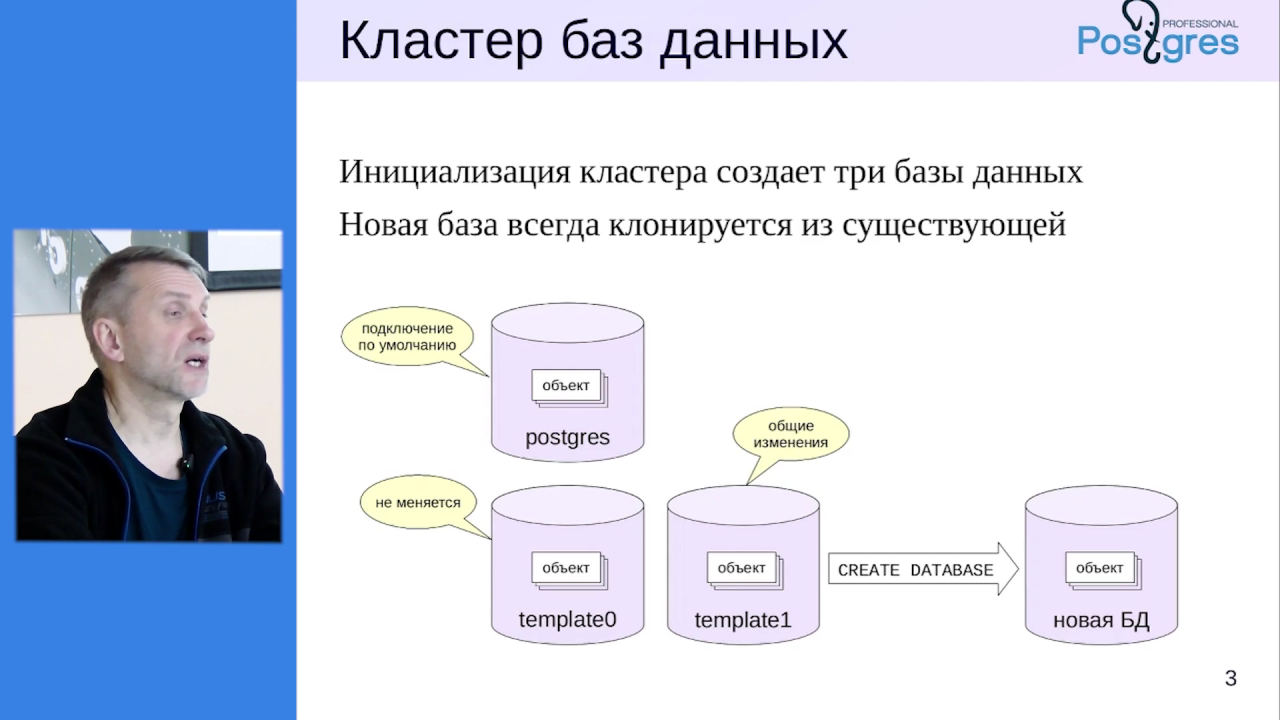 Кластер баз данных
PROFESSIONAL
Postgres
Инициализация кластера создает три базы данных
Новая база всегда клонируется из существующей
подключение
по умолчанию
объект
postgres
общие
изменения
не меняется
объект
template0
объект
template1
CREATE DATABASE
объект
новая БД
3